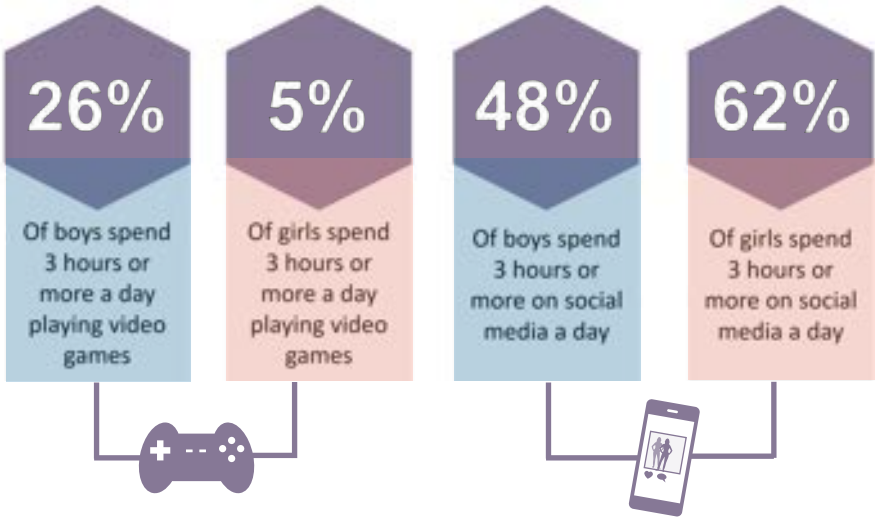 26%
Of boys spend
3 hours or
more a day
playing video
games
5%
Of girls spend
3 hours or
more a day
playing video
games
48%
Of boys spend
3 hours or
more on social
media a day
62%
Of girls spend
3 hours or
more on social
media a day